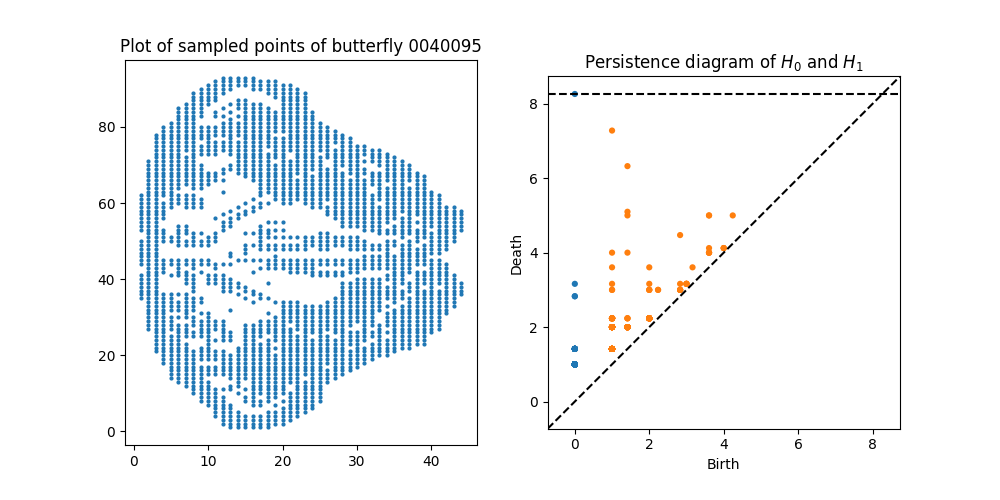 Plot of sampled points of butterfly 0040095
80
60
40
20
0
0 10 20 30 40
Persistence diagram of H₀ and H₁
Death
8
6
4
2
0
0 2 4 6 8
Birth